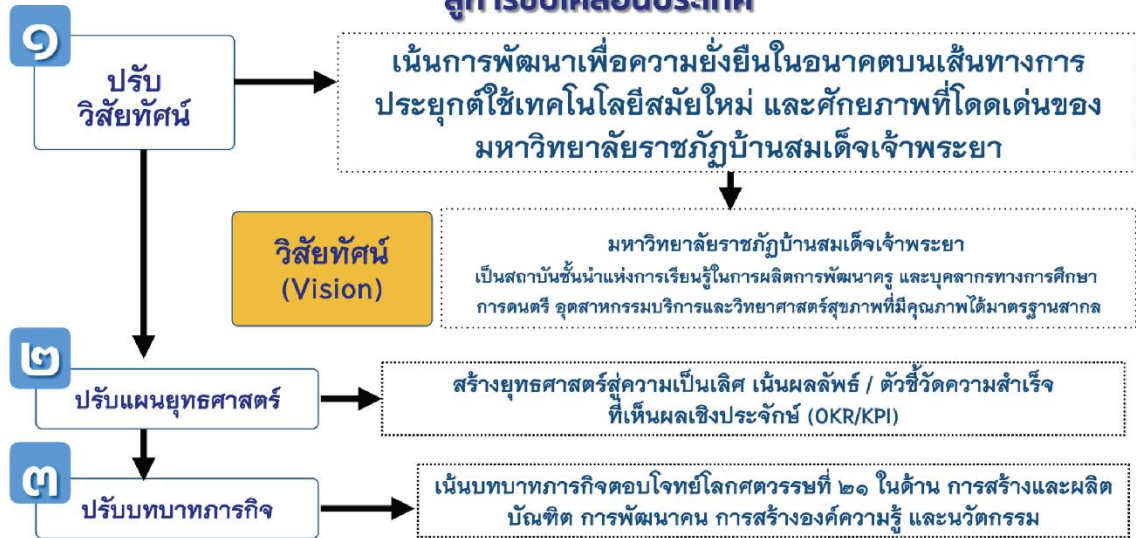 สู่การขับเคลื่อนประเทศ
๑
ปรับ
วิสัยทัศน์
เน้นการพัฒนาเพื่อความยั่งยืนในอนาคตบนเส้นทางการ
ประยุกต์ใช้เทคโนโลยีสมัยใหม่ และศักยภาพที่โดดเด่นของ
มหาวิทยาลัยราชภัฏบ้านสมเด็จเจ้าพระยา
วิสัยทัศน์
(Vision)
มหาวิทยาลัยราชภัฏบ้านสมเด็จเจ้าพระยา
เป็นสถาบันชั้นนำแห่งการเรียนรู้ในการผลิตการพัฒนาครู และบุคลากรทางการศึกษา
การดนตรี อุตสาหกรรมบริการและวิทยาศาสตร์สุขภาพที่มีคุณภาพได้มาตรฐานสากล
๒
ปรับแผนยุทธศาสตร์
สร้างยุทธศาสตร์สู่ความเป็นเลิศ เน้นผลลัพธ์ / ตัวชี้วัดความสำเร็จ
ที่เห็นผลเชิงประจักษ์ (OKR/KPI)
๓
ปรับบทบาทภารกิจ
เน้นบทบาทภารกิจตอบโจทย์โลกศตวรรษที่ ๒๑ ในด้าน การสร้างและผลิต
บัณฑิต การพัฒนาคน การสร้างองค์ความรู้ และนวัตกรรม